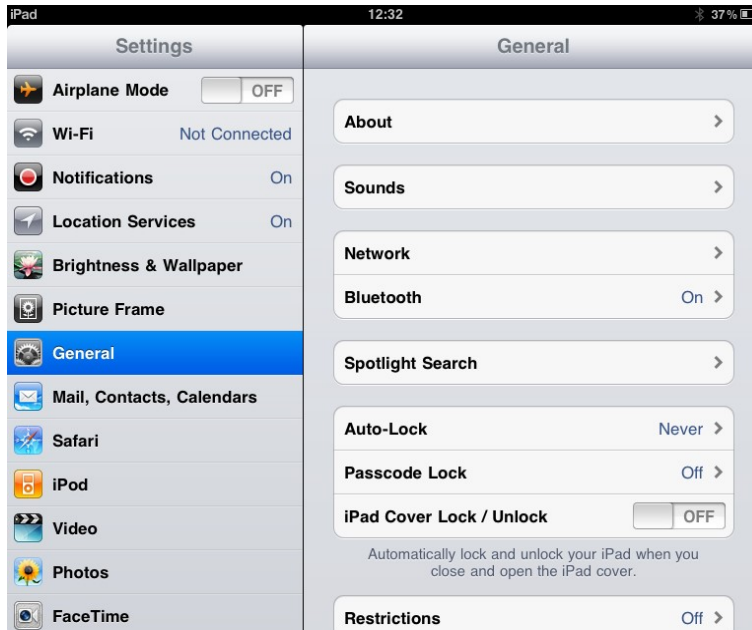 iPad 12:32 37%
Settings
Airplane Mode OFF
Wi-Fi Not Connected
Notifications On
Location Services On
Brightness & Wallpaper
Picture Frame
General
Mail, Contacts, Calendars
Safari
iPod
Video
Photos
FaceTime
General
About
Sounds
Network
Bluetooth On
Spotlight Search
Auto-Lock Never
Passcode Lock Off
iPad Cover Lock / Unlock OFF
Automatically lock and unlock your iPad when you
close and open the iPad cover.
Restrictions Off